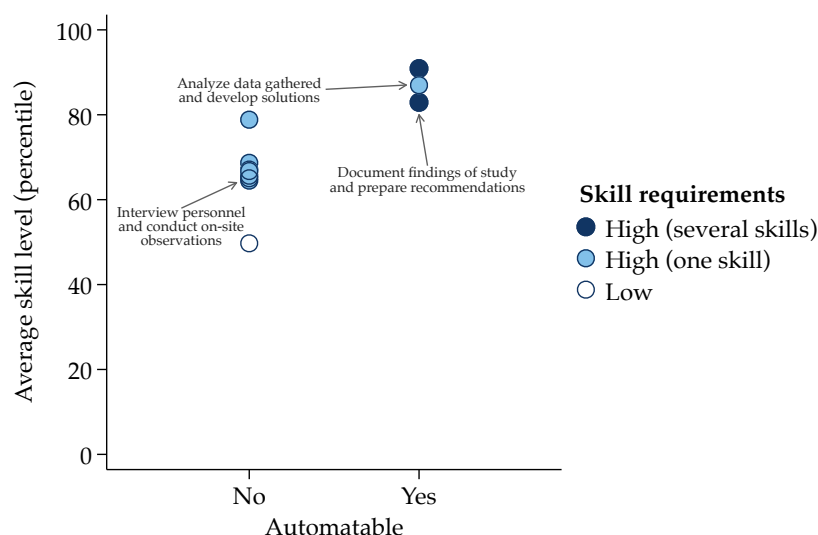 100
80
60
40
20
0
Average skill level (percentile)
Analyze data gathered
and develop solutions
Document findings of study
and prepare recommendations
Interview personnel
and conduct on-site
observations
No
Yes
Automatable
Skill requirements
High (several skills)
High (one skill)
Low